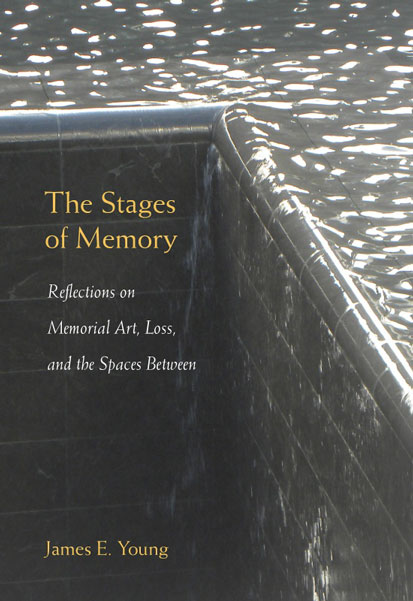 The Stages
of Memory
Reflections on
Memorial Art, Loss,
and the Spaces Between
James E. Young